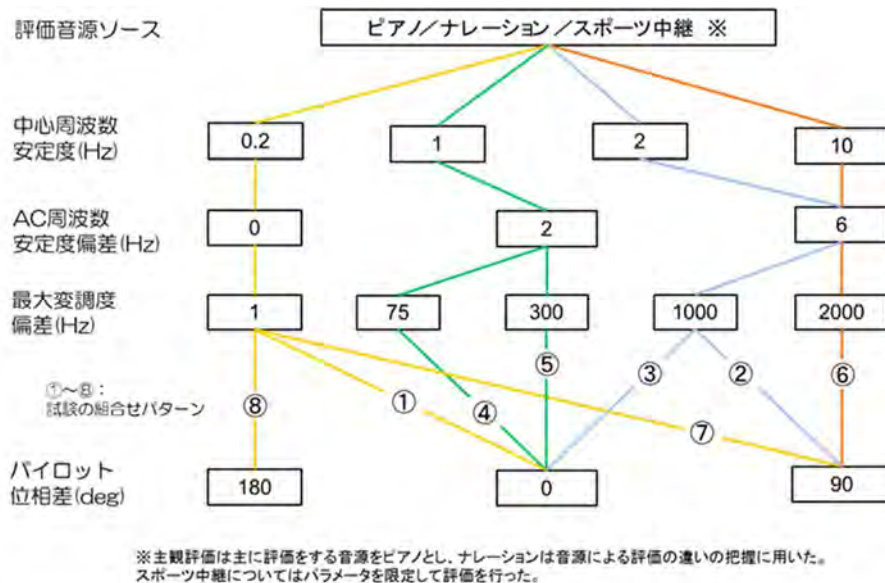 評価音源ソース
ピアノ／ナレーション／スポーツ中継 ※
中心周波数
安定度(Hz)
0.2
1
2
10
AC周波数
安定度偏差(Hz)
0
2
6
最大変調度
偏差(Hz)
1
75
300
1000
2000
①～⑧：
試験の組合せパターン
⑧
①
④
⑤
③
②
⑥
⑦
パイロット
位相差(deg)
180
0
90
※主観評価は主に評価をする音源をピアノとし、ナレーションは音源による評価の違いの把握に用いた。
スポーツ中継についてはパラメータを限定して評価を行った。